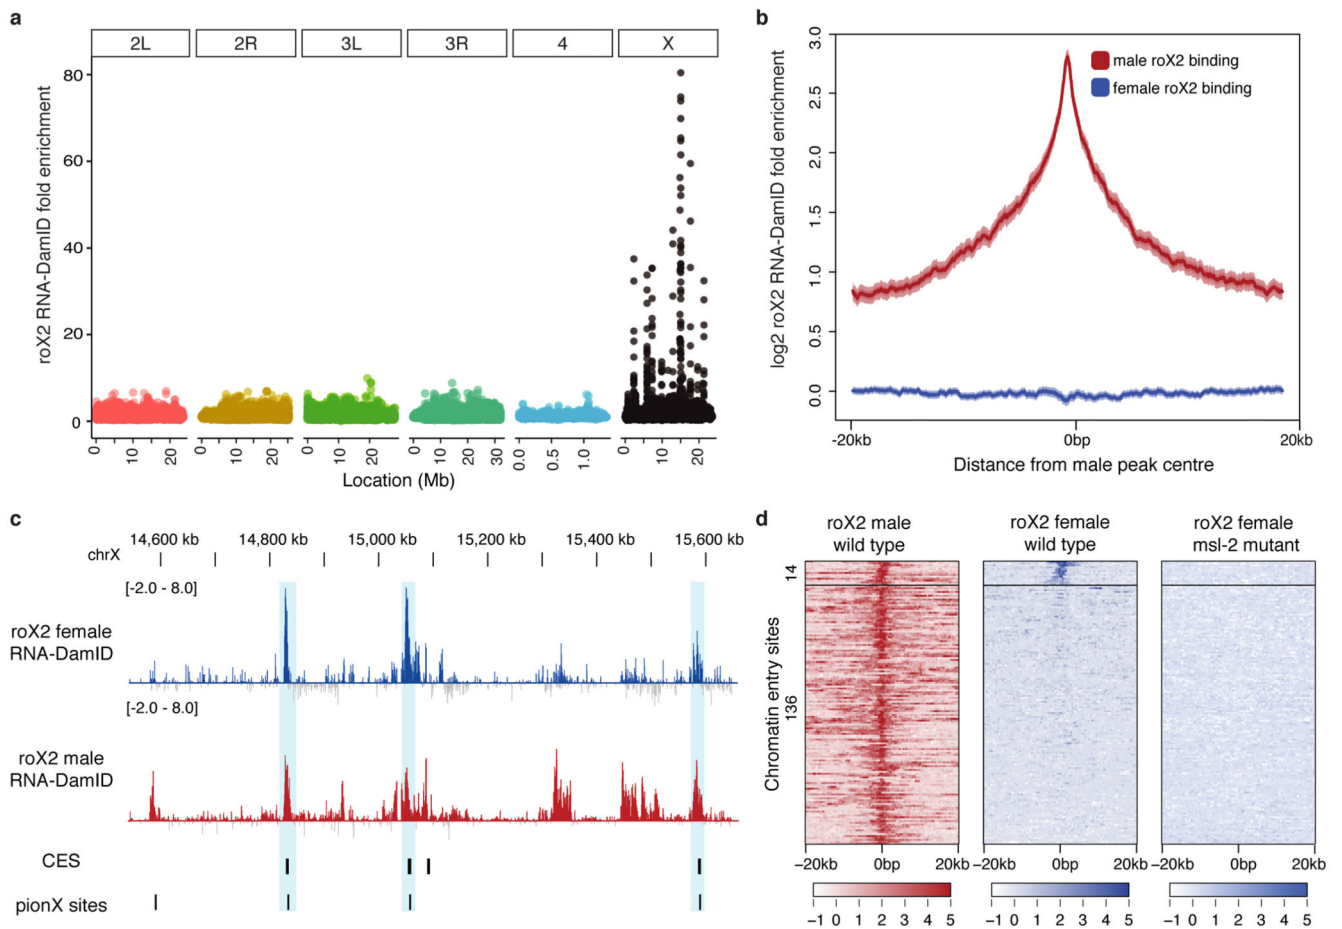 a
2L 2R 3L 3R 4 X
roX2 RNA-DamID fold enrichment
80
60
40
20
0
0 10 20 0 10 20 0 10 20 0 10 20 30 0.0 0.5 1.0 0 10 20
Location (Mb)
b
log2 roX2 RNA-DamID fold enrichment
3.0
2.5
2.0
1.5
1.0
0.5
0.0
male roX2 binding
female roX2 binding
-20kb 0bp 20kb
Distance from male peak centre
c
chrX
14,600 kb 14,800 kb 15,000 kb 15,200 kb 15,400 kb 15,600 kb
[-2.0 - 8.0]
roX2 female
RNA-DamID
[-2.0 - 8.0]
roX2 male
RNA-DamID
CES
pionX sites
d
roX2 male
wild type
roX2 female
wild type
roX2 female
msl-2 mutant
Chromatin entry sites
14
136
−20kb 0bp 20kb −20kb 0bp 20kb −20kb 0bp 20kb
−1 0 1 2 3 4 5 −1 0 1 2 3 4 5 −1 0 1 2 3 4 5